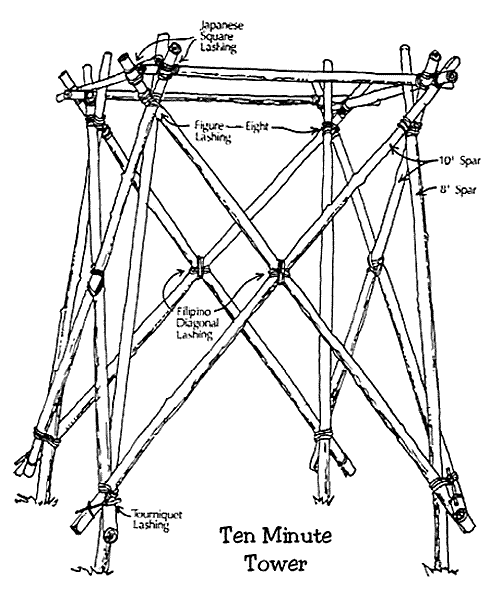 Japanese
Square
Lashing
Figure Eight
Lashing
10' Spar
8' Spar
Filipino
Diagonal
Lashing
Tourniquet
Lashing
Ten Minute
Tower